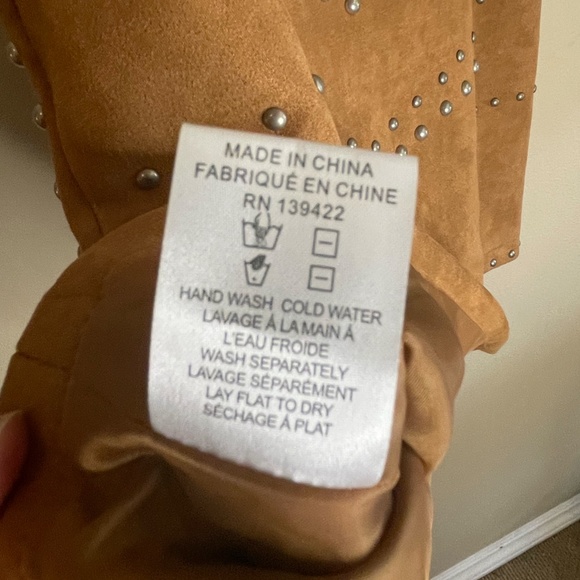 MADE IN CHINA
FABRIQUÉ EN CHINE
RN 139422
HAND WASH COLD WATER
LAVAGE À LA MAIN À
L'EAU FROIDE
WASH SEPARATELY
LAVAGE SÉPARÉMENT
LAY FLAT TO DRY
SÉCHAGE À PLAT